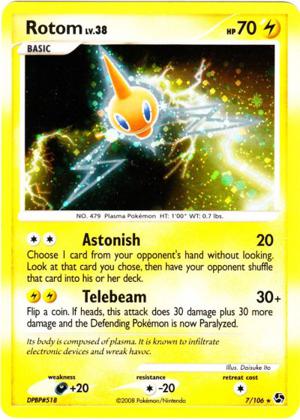 Rotom LV.38 HP 70
BASIC
NO. 479 Plasma Pokémon HT: 1'00" WT: 0.7 lbs.
Astonish 20
Choose 1 card from your opponent's hand without looking.
Look at that card you chose, then have your opponent shuffle
that card into his or her deck.
Telebeam 30+
Flip a coin. If heads, this attack does 30 damage plus 30 more
damage and the Defending Pokémon is now Paralyzed.
Its body is composed of plasma. It is known to infiltrate
electronic devices and wreak havoc.
Illus. Daisuke Ito
weakness resistance retreat cost
+20 -20
DPBP#518 ©2008 Pokémon/Nintendo 7/106 ★